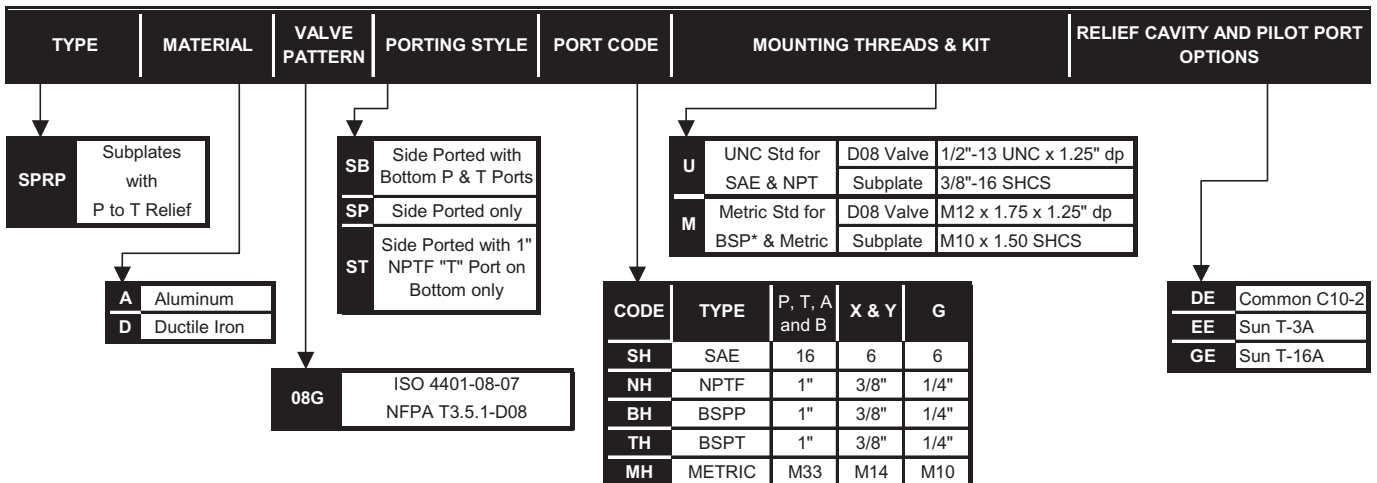 TYPE
MATERIAL
VALVE
PATTERN
PORTING STYLE
PORT CODE
MOUNTING THREADS & KIT
RELIEF CAVITY AND PILOT PORT
OPTIONS
SPRP
Subplates
with
P to T Relief
A Aluminum
D Ductile Iron
08G
ISO 4401-08-07
NFPA T3.5.1-D08
SB
Side Ported with
Bottom P & T Ports
SP Side Ported only
ST
Side Ported with 1"
NPTF "T" Port on
Bottom only
CODE TYPE P, T, A and B X & Y G
SH SAE 16 6 6
NH NPTF 1" 3/8" 1/4"
BH BSPP 1" 3/8" 1/4"
TH BSPT 1" 3/8" 1/4"
MH METRIC M33 M14 M10
U
UNC Std for D08 Valve 1/2"-13 UNC x 1.25" dp
SAE & NPT Subplate 3/8"-16 SHCS
M
Metric Std for D08 Valve M12 x 1.75 x 1.25" dp
BSP* & Metric Subplate M10 x 1.50 SHCS
DE Common C10-2
EE Sun T-3A
GE Sun T-16A